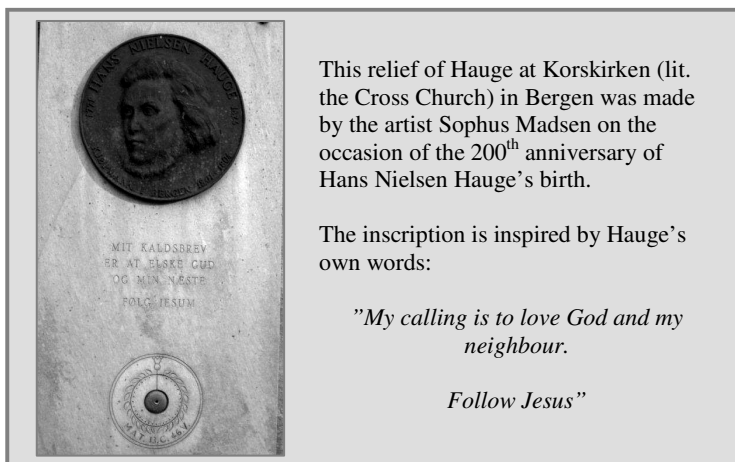 HANS NIELSEN HAUGE
I BERGEN
MIT KALDSBREV
ER AT ELSKE GUD
OG MIN NÆSTE
FØLG JESUM
MAT. C. 46 V.
This relief of Hauge at Korskirken (lit.
the Cross Church) in Bergen was made
by the artist Sophus Madsen on the
occasion of the 200th anniversary of
Hans Nielsen Hauge’s birth.
The inscription is inspired by Hauge’s
own words:
”My calling is to love God and my
neighbour.
Follow Jesus”